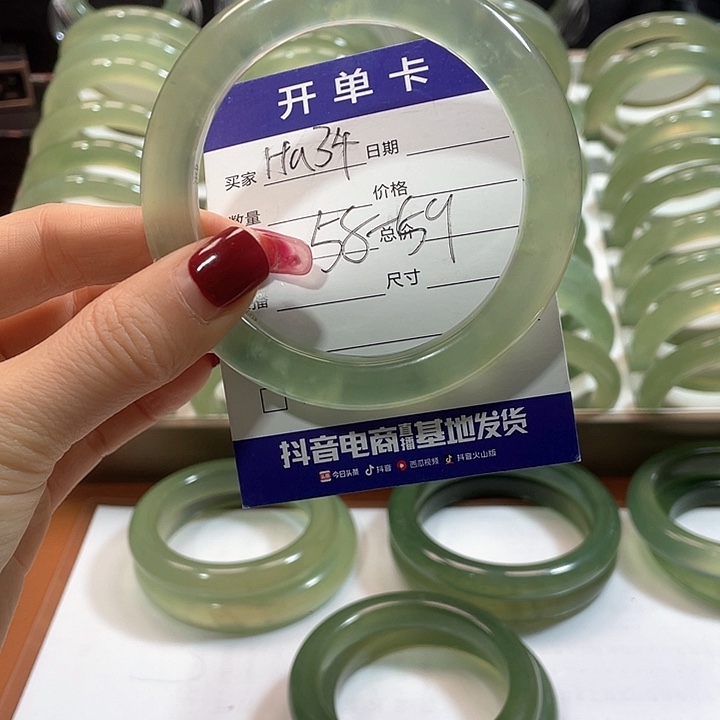 开单卡
买家 Ha34 日期
数量 价格
58-59 总价
尺寸
抖音电商直播基地发货
今日头条 抖音 西瓜视频 抖音火山版